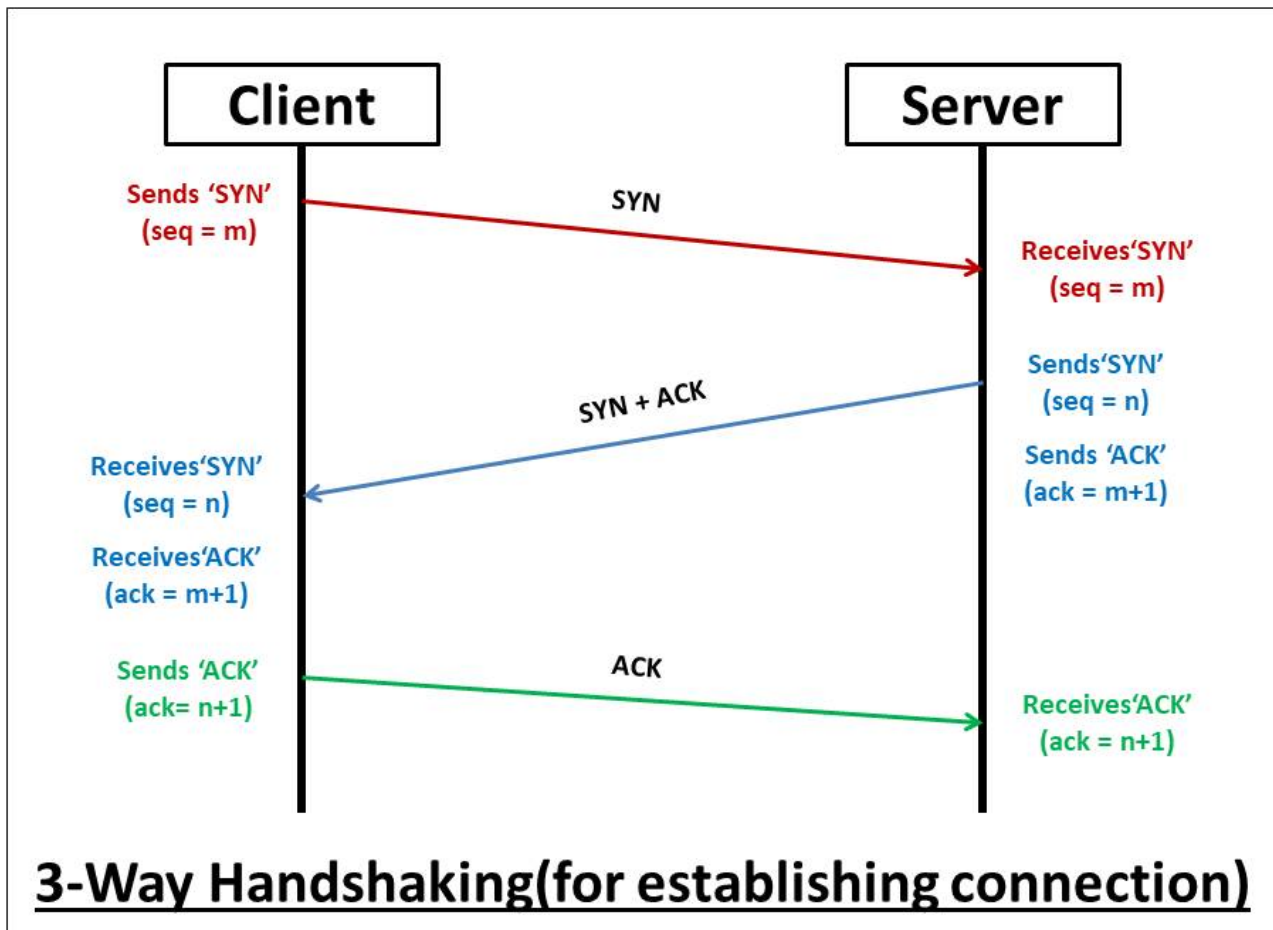 Client
Server
Sends ‘SYN’
(seq = m)
SYN
Receives‘SYN’
(seq = m)
Sends‘SYN’
(seq = n)
SYN + ACK
Sends ‘ACK’
(ack = m+1)
Receives‘SYN’
(seq = n)
Receives‘ACK’
(ack = m+1)
Sends ‘ACK’
(ack= n+1)
ACK
Receives‘ACK’
(ack = n+1)
3-Way Handshaking(for establishing connection)